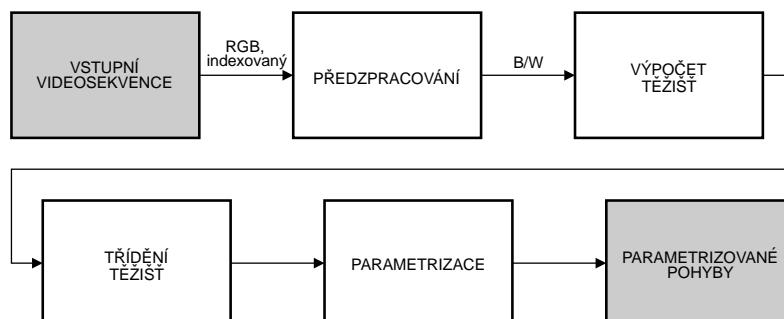 VSTUPNÍ
VIDEOSEKVENCE
RGB,
indexovaný
PŘEDZPRACOVÁNÍ
B/W
VÝPOČET
TĚŽIŠŤ
TŘÍDĚNÍ
TĚŽIŠŤ
PARAMETRIZACE
PARAMETRIZOVANÉ
POHYBY